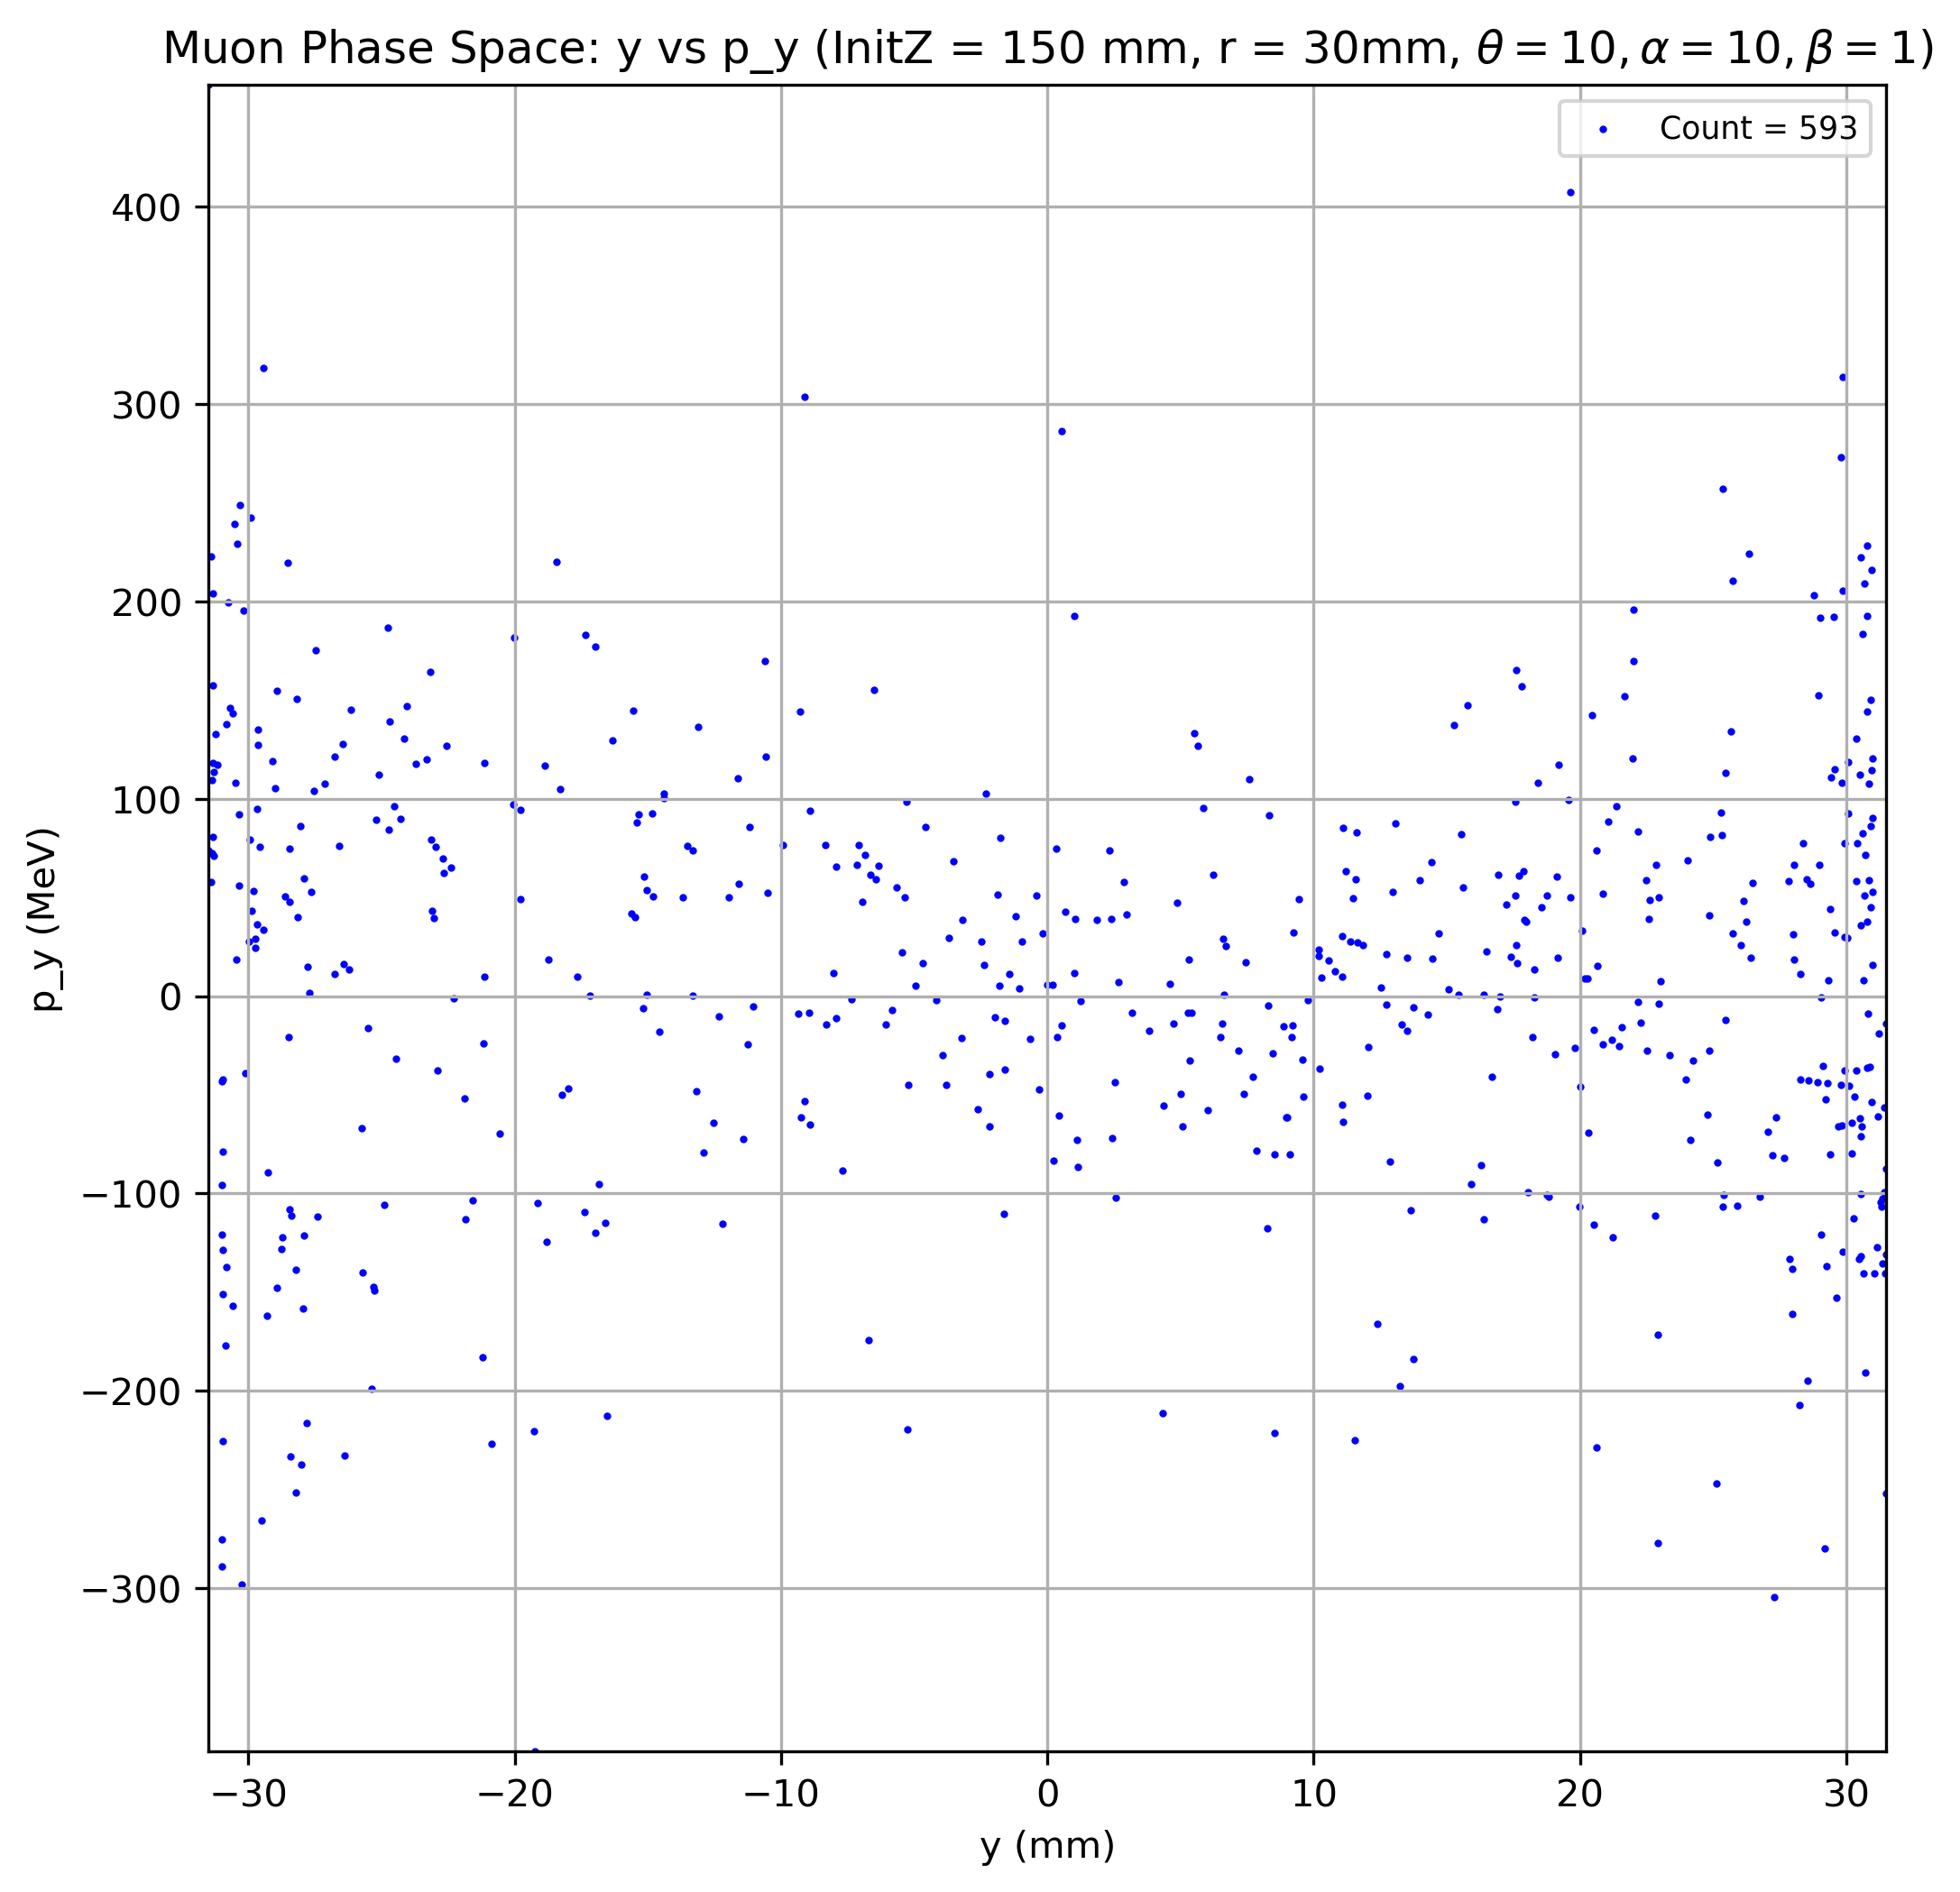 Muon Phase Space: y vs p_y (InitZ = 150 mm, r = 30mm, θ = 10, α = 10, β = 1)
Count = 593
400
300
200
100
0
−100
−200
−300
p_y (MeV)
−30 −20 −10 0 10 20 30
y (mm)